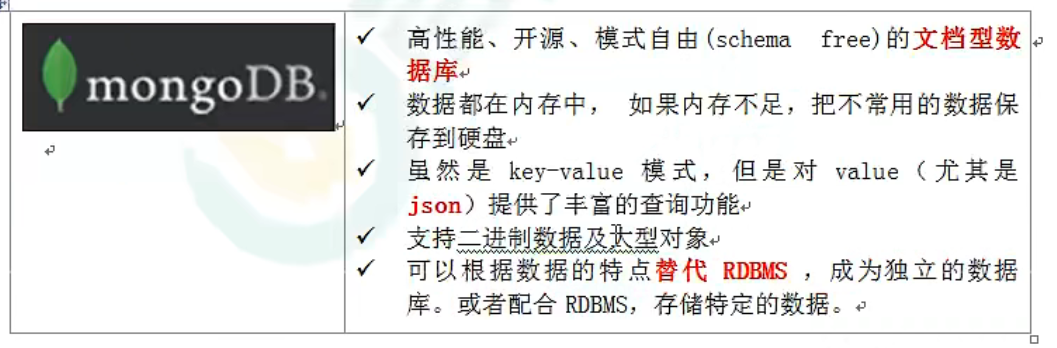 mongoDB®
高性能、开源、模式自由(schema free)的文档型数
据库
数据都在内存中， 如果内存不足，把不常用的数据保
存到硬盘
虽然是 key-value 模式，但是对 value（尤其是
json）提供了丰富的查询功能
支持二进制数据及大型对象
可以根据数据的特点替代 RDBMS ，成为独立的数据
库。或者配合 RDBMS，存储特定的数据。